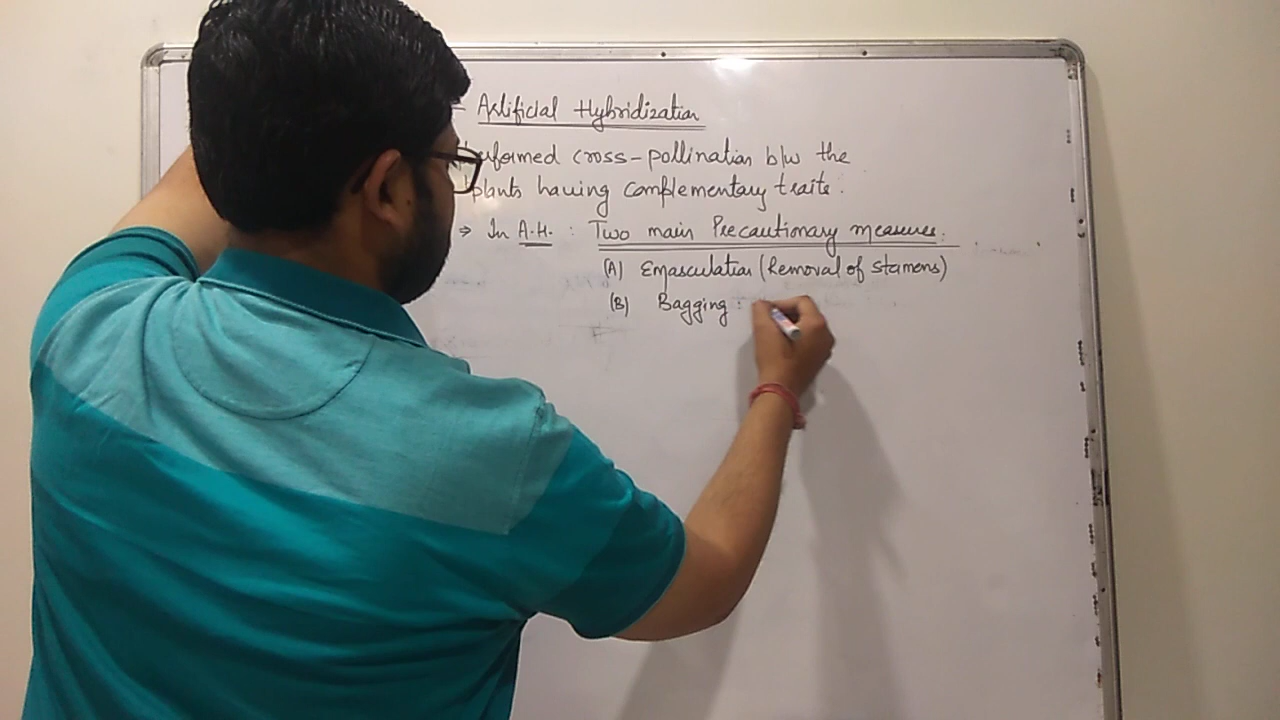 Artificial Hybridization
performed cross-pollination b/w the
plants having complementary traits.
⇒ In A.H. : Two main Precautionary measures.
(A) Emasculation (Removal of stamens)
(B) Bagging :